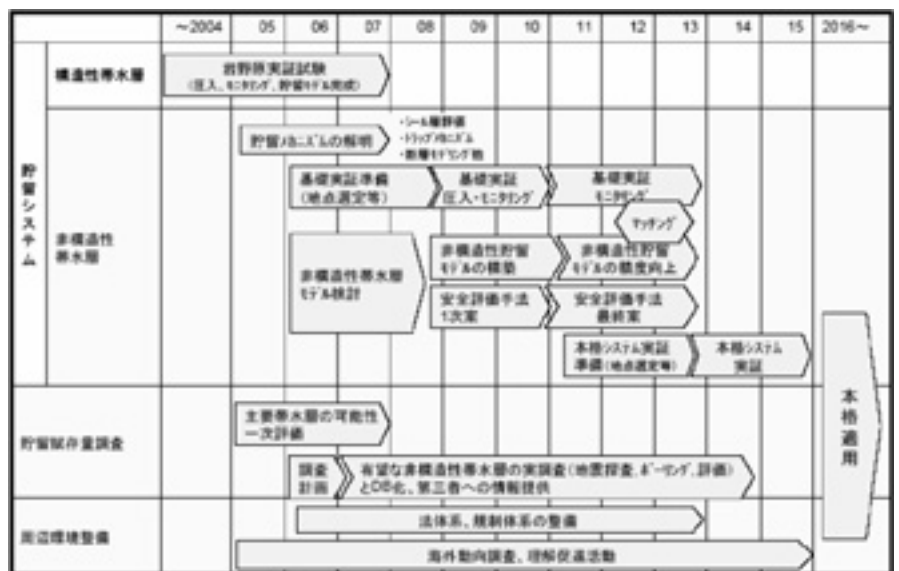 ～2004 05 06 07 08 09 10 11 12 13 14 15 2016～
貯留システム
構造性帯水層
岩野原実証試験
(圧入、モニタリング、貯留モデル完成)
非構造性
帯水層
貯留メカニズムの解明
・シール層評価
・トラップメカニズム
・断層モデリング他
基礎実証準備
(地点選定等)
基礎実証
圧入・モニタリング
基礎実証
モニタリング
マッチング
非構造性帯水層
モデル検討
非構造性貯留
モデルの構築
非構造性貯留
モデルの精度向上
安全評価手法
1次案
安全評価手法
最終案
本格システム実証
準備(地点選定等)
本格システム
実証
本格適用
貯留賦存量調査
主要帯水層の可能性
一次評価
調査
計画
有望な非構造性帯水層の実調査(地震探査、ボーリング、評価)
とDB化、第三者への情報提供
周辺環境整備
法体系、規制体系の整備
海外動向調査、理解促進活動